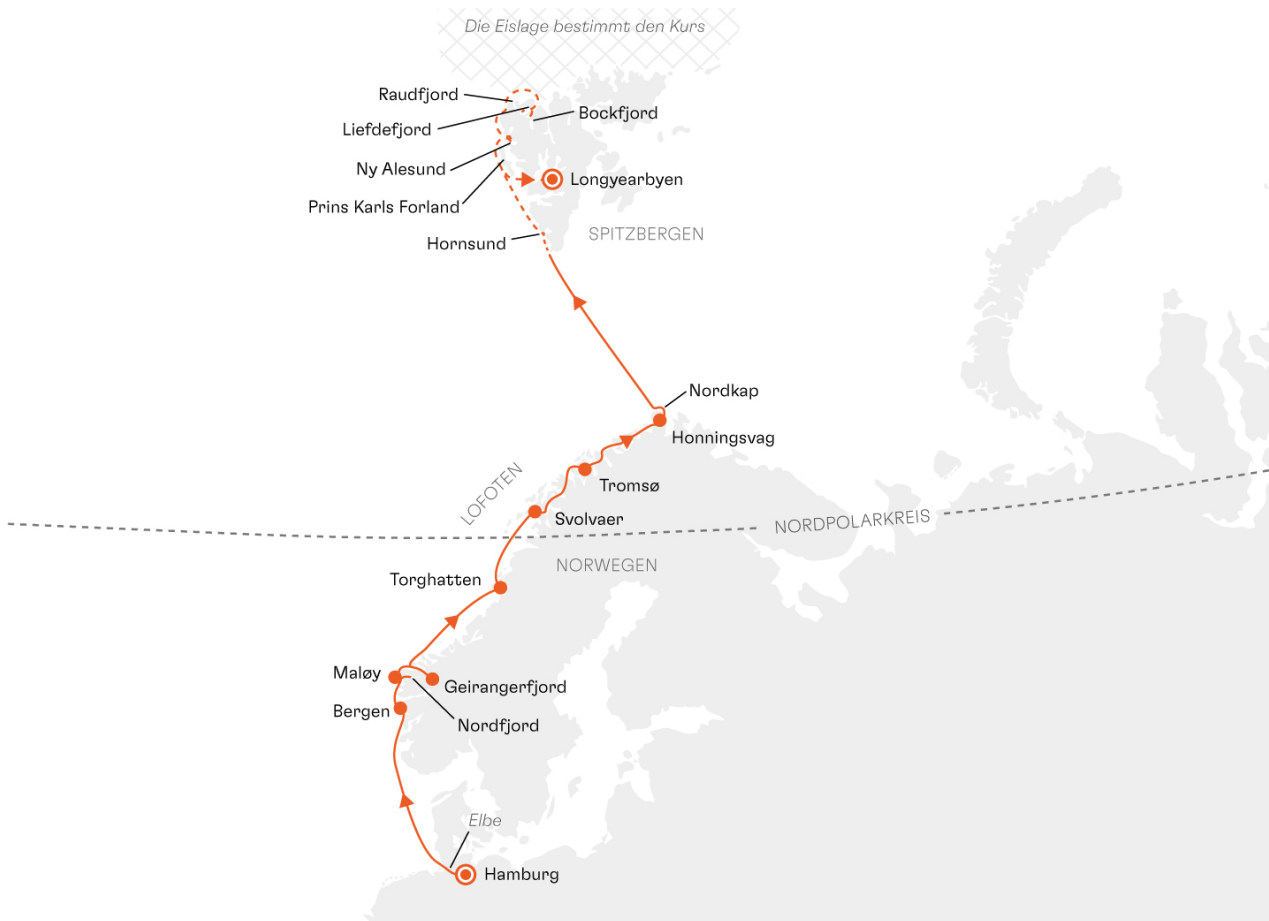 Die Eislage bestimmt den Kurs
Raudfjord
Bockfjord
Liefdefjord
Ny Alesund
Longyearbyen
Prins Karls Forland
SPITZBERGEN
Hornsund
Nordkap
Honningsvag
LOFOTEN
Tromsø
Svolvaer
NORDPOLARKREIS
NORWEGEN
Torghatten
Maløy
Geirangerfjord
Bergen
Nordfjord
Elbe
Hamburg